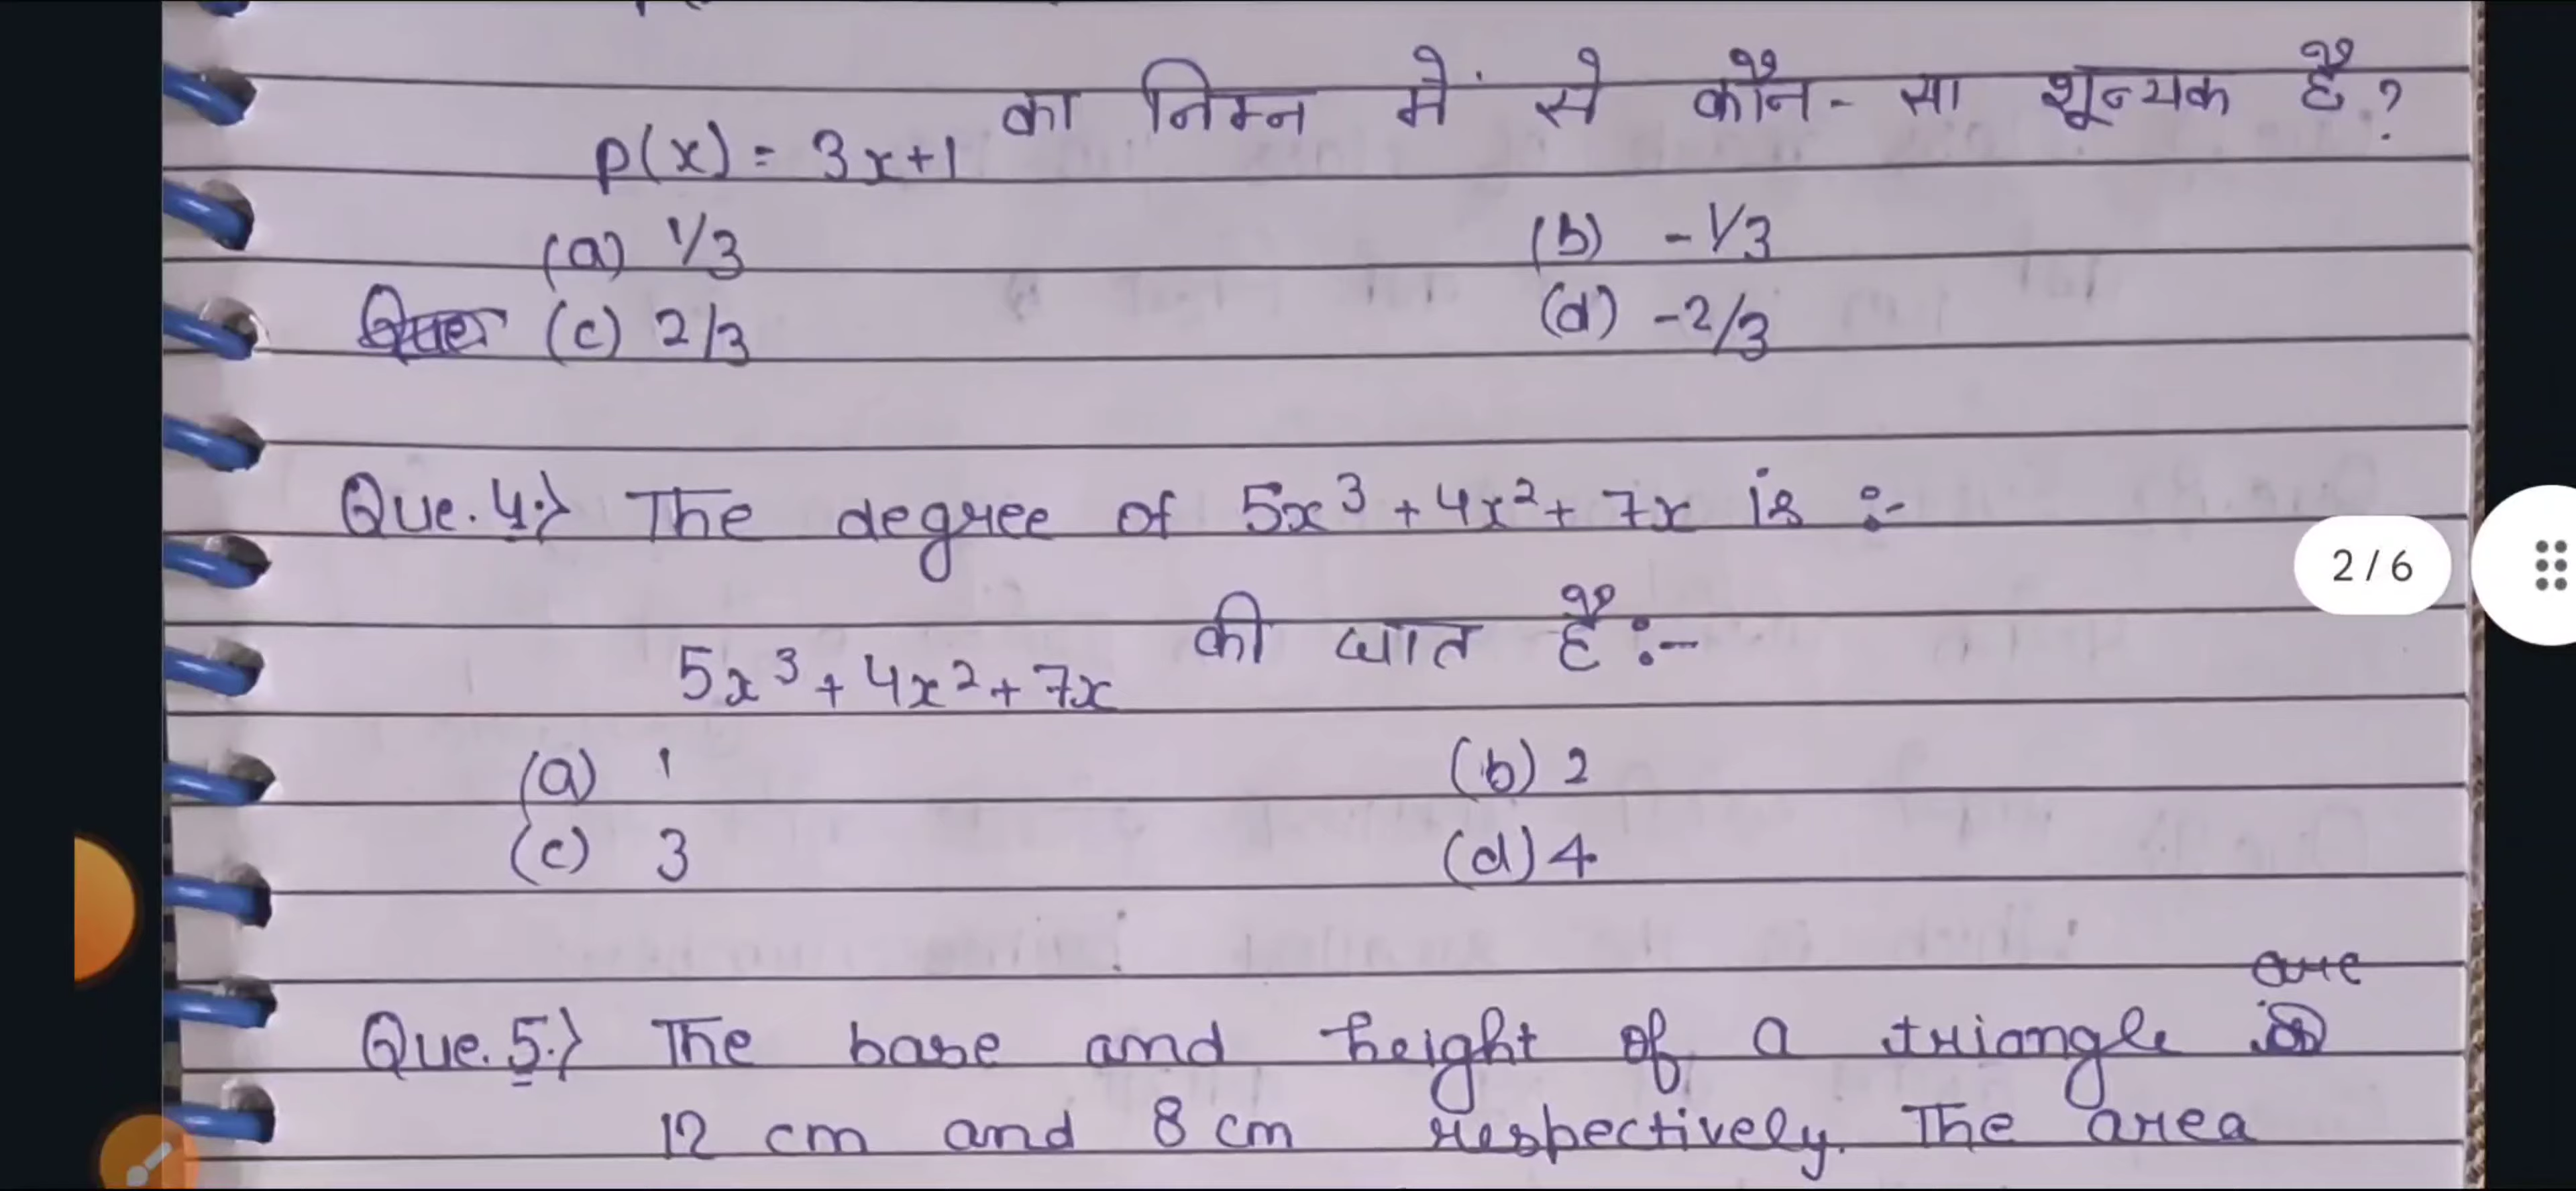 का निम्न में से कौन-सा शून्यक है ?
p(x) = 3x+1
(a) 1/3 (b) -1/3
(c) 2/3 (d) -2/3
Que. 4.> The degree of 5x³ + 4x² + 7x is :-
की घात है :-
5x³ + 4x² + 7x
(a) 1 (b) 2
(c) 3 (d) 4
2 / 6
are
Que. 5.> The base and height of a triangle
12 cm and 8 cm respectively. The area